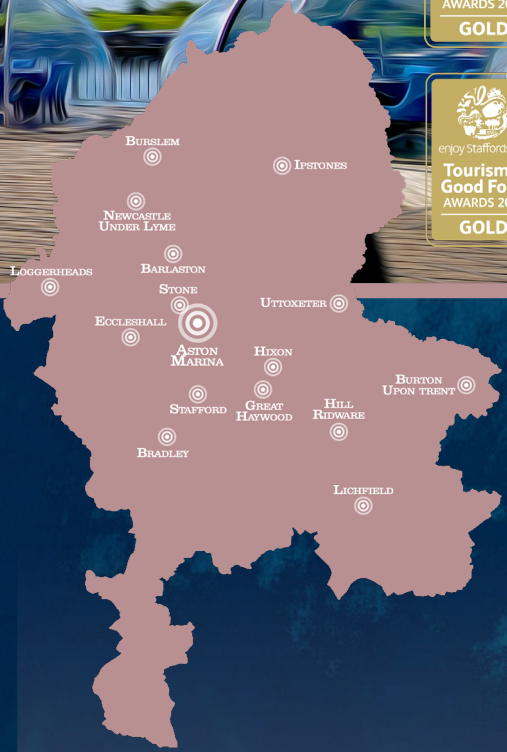 AWARDS 20
GOLD
enjoy Staffords
Tourism
Good Fo
AWARDS 20
GOLD
BURSLEM
IPSTONES
NEWCASTLE
UNDER LYME
BARLASTON
LOGGERHEADS
STONE
UTTOXETER
ECCLESHALL
ASTON
MARINA
HIXON
BURTON
UPON TRENT
STAFFORD
GREAT
HAYWOOD
HILL
RIDWARE
BRADLEY
LICHFIELD